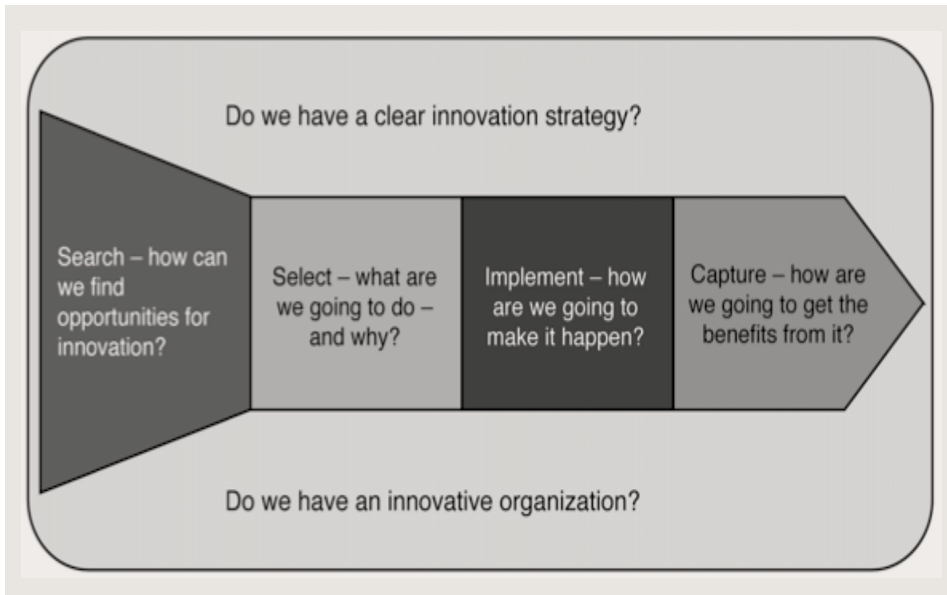 Do we have a clear innovation strategy?
Search – how can
we find
opportunities for
innovation?
Select – what are
we going to do –
and why?
Implement – how
are we going to
make it happen?
Capture – how are
we going to get the
benefits from it?
Do we have an innovative organization?